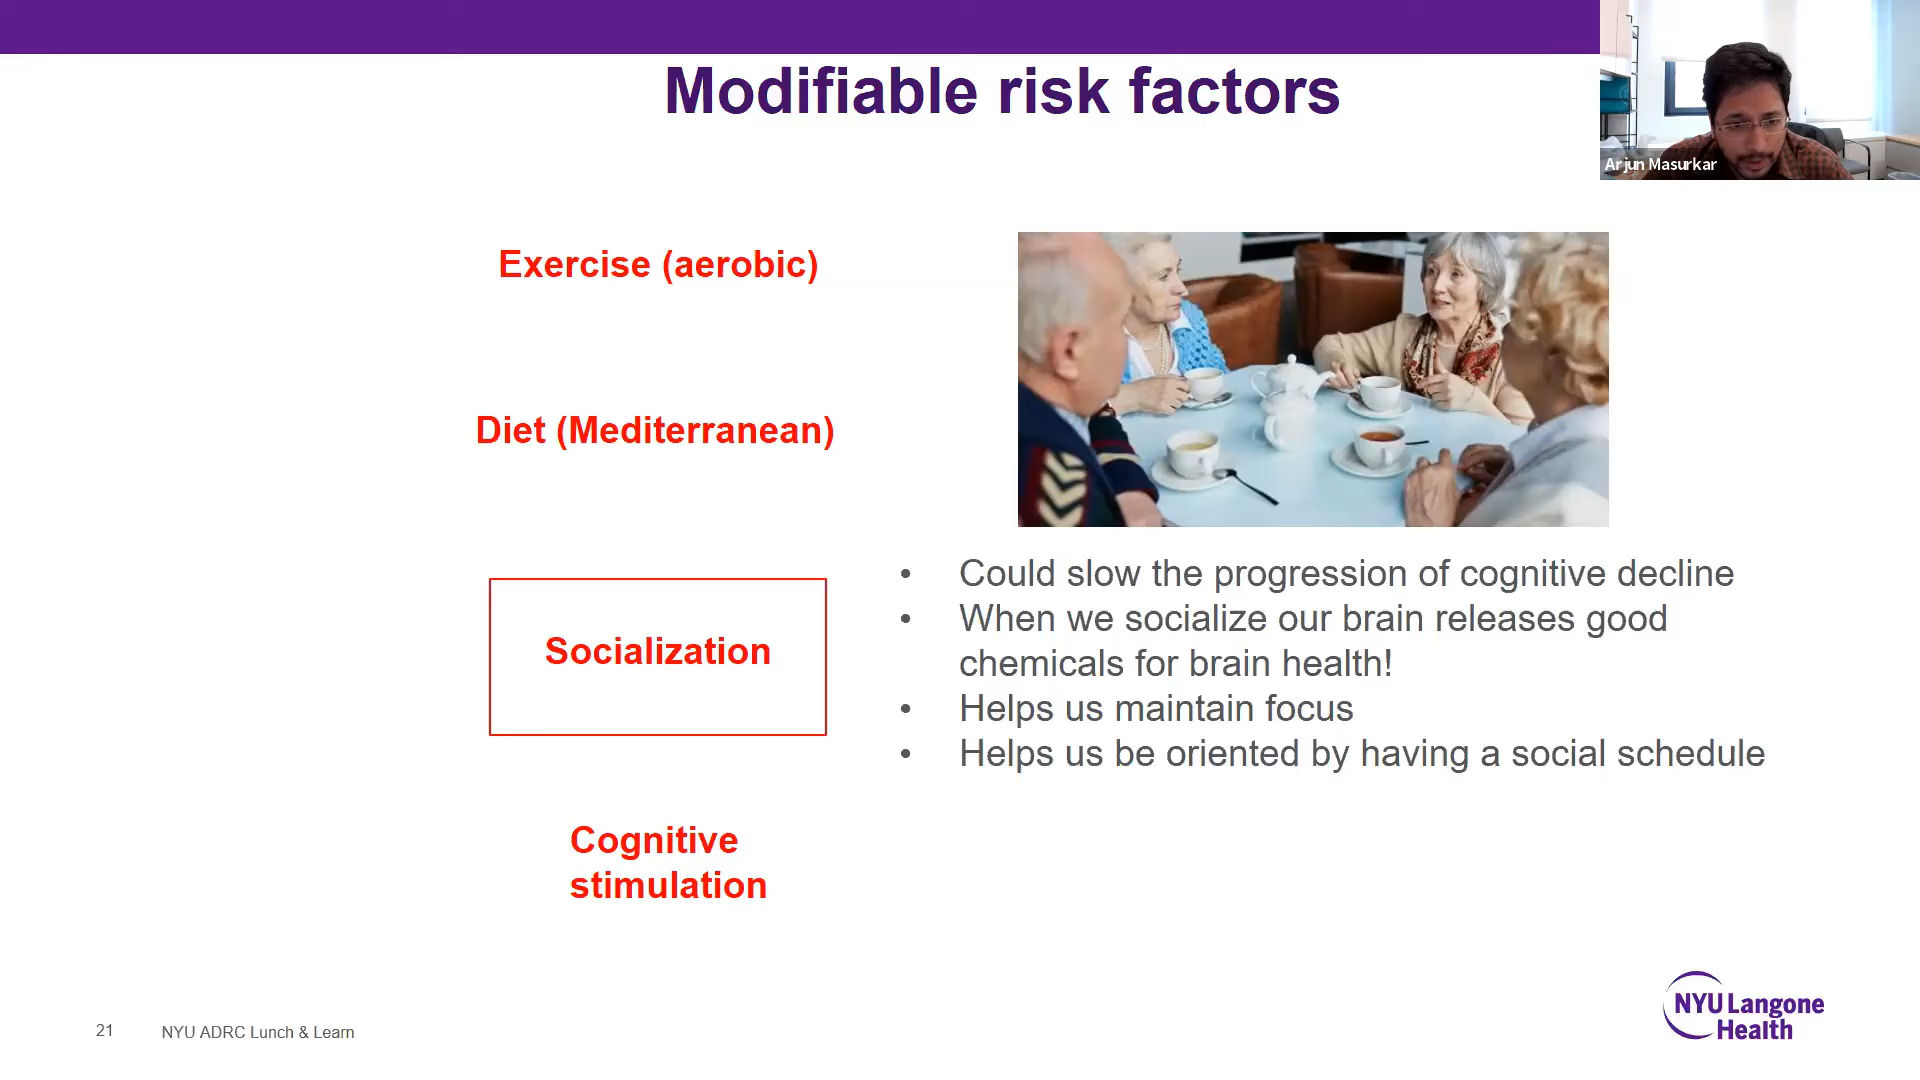 Modifiable risk factors
Arjun Masurkar
Exercise (aerobic)
Diet (Mediterranean)
Socialization
Cognitive
stimulation
• Could slow the progression of cognitive decline
• When we socialize our brain releases good
chemicals for brain health!
• Helps us maintain focus
• Helps us be oriented by having a social schedule
21 NYU ADRC Lunch & Learn
NYU Langone
Health